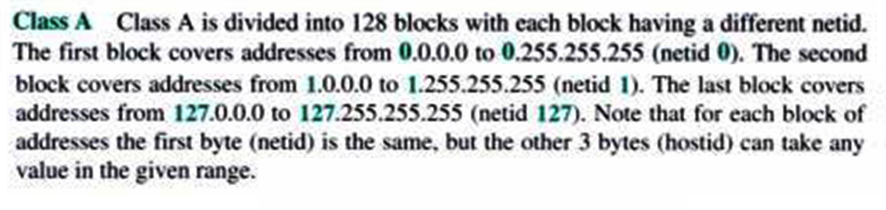 Class A Class A is divided into 128 blocks with each block having a different netid.
The first block covers addresses from 0.0.0.0 to 0.255.255.255 (netid 0). The second
block covers addresses from 1.0.0.0 to 1.255.255.255 (netid 1). The last block covers
addresses from 127.0.0.0 to 127.255.255.255 (netid 127). Note that for each block of
addresses the first byte (netid) is the same, but the other 3 bytes (hostid) can take any
value in the given range.